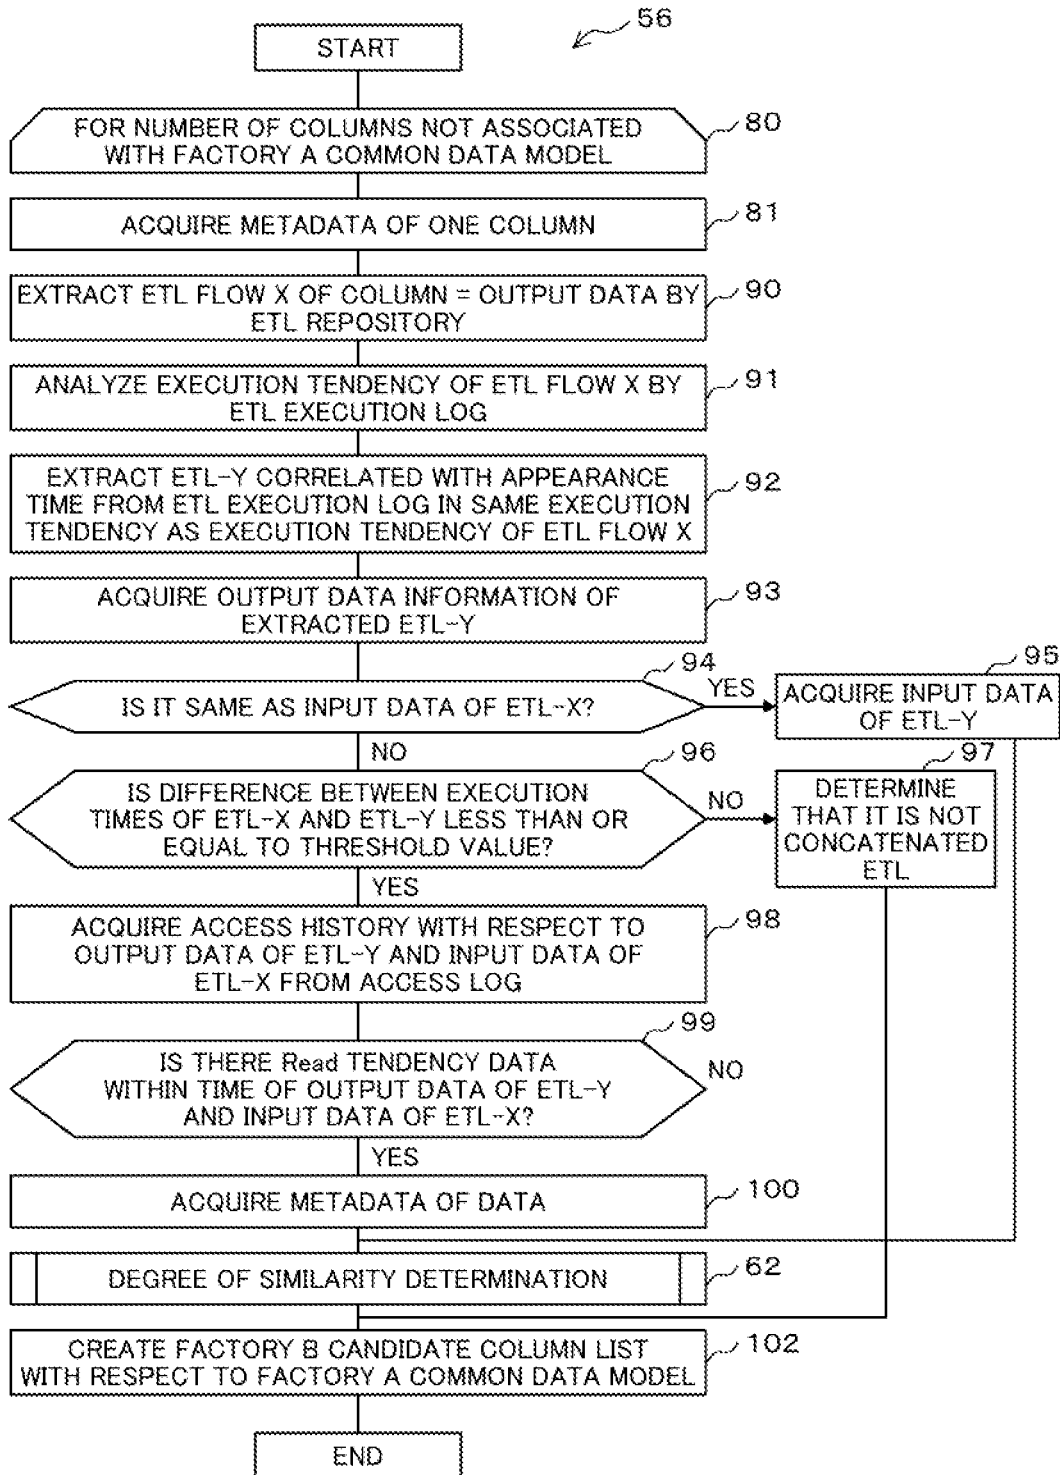 56
START
FOR NUMBER OF COLUMNS NOT ASSOCIATED
WITH FACTORY A COMMON DATA MODEL
80
ACQUIRE METADATA OF ONE COLUMN
81
EXTRACT ETL FLOW X OF COLUMN = OUTPUT DATA BY
ETL REPOSITORY
90
ANALYZE EXECUTION TENDENCY OF ETL FLOW X BY
ETL EXECUTION LOG
91
EXTRACT ETL-Y CORRELATED WITH APPEARANCE
TIME FROM ETL EXECUTION LOG IN SAME EXECUTION
TENDENCY AS EXECUTION TENDENCY OF ETL FLOW X
92
ACQUIRE OUTPUT DATA INFORMATION OF
EXTRACTED ETL-Y
93
IS IT SAME AS INPUT DATA OF ETL-X?
94
YES
ACQUIRE INPUT DATA
OF ETL-Y
95
NO
IS DIFFERENCE BETWEEN EXECUTION
TIMES OF ETL-X AND ETL-Y LESS THAN OR
EQUAL TO THRESHOLD VALUE?
96
NO
DETERMINE
THAT IT IS NOT
CONCATENATED
ETL
97
YES
ACQUIRE ACCESS HISTORY WITH RESPECT TO
OUTPUT DATA OF ETL-Y AND INPUT DATA OF
ETL-X FROM ACCESS LOG
98
IS THERE Read TENDENCY DATA
WITHIN TIME OF OUTPUT DATA OF ETL-Y
AND INPUT DATA OF ETL-X?
99
NO
YES
ACQUIRE METADATA OF DATA
100
DEGREE OF SIMILARITY DETERMINATION
62
CREATE FACTORY B CANDIDATE COLUMN LIST
WITH RESPECT TO FACTORY A COMMON DATA MODEL
102
END